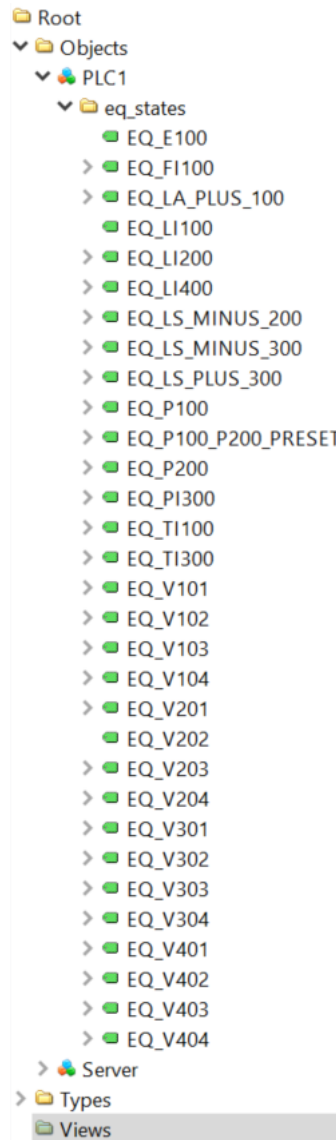 Root
Objects
PLC1
eq_states
EQ_E100
EQ_FI100
EQ_LA_PLUS_100
EQ_LI100
EQ_LI200
EQ_LI400
EQ_LS_MINUS_200
EQ_LS_MINUS_300
EQ_LS_PLUS_300
EQ_P100
EQ_P100_P200_PRESET
EQ_P200
EQ_PI300
EQ_TI100
EQ_TI300
EQ_V101
EQ_V102
EQ_V103
EQ_V104
EQ_V201
EQ_V202
EQ_V203
EQ_V204
EQ_V301
EQ_V302
EQ_V303
EQ_V304
EQ_V401
EQ_V402
EQ_V403
EQ_V404
Server
Types
Views